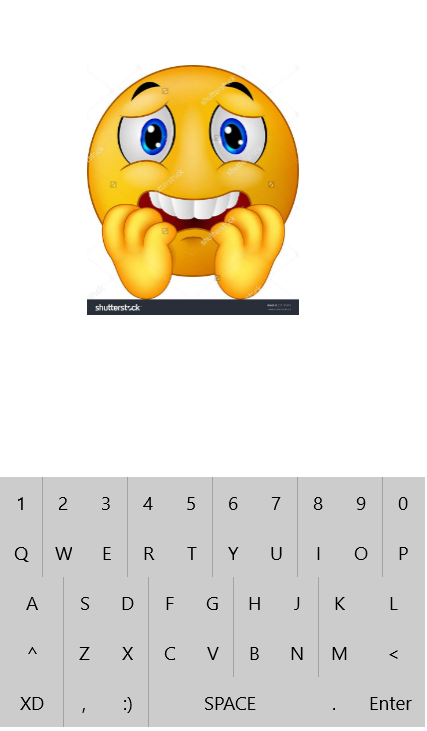 shutterstock
1 2 3 4 5 6 7 8 9 0
Q W E R T Y U I O P
A S D F G H J K L
^ Z X C V B N M <
XD , :) SPACE . Enter